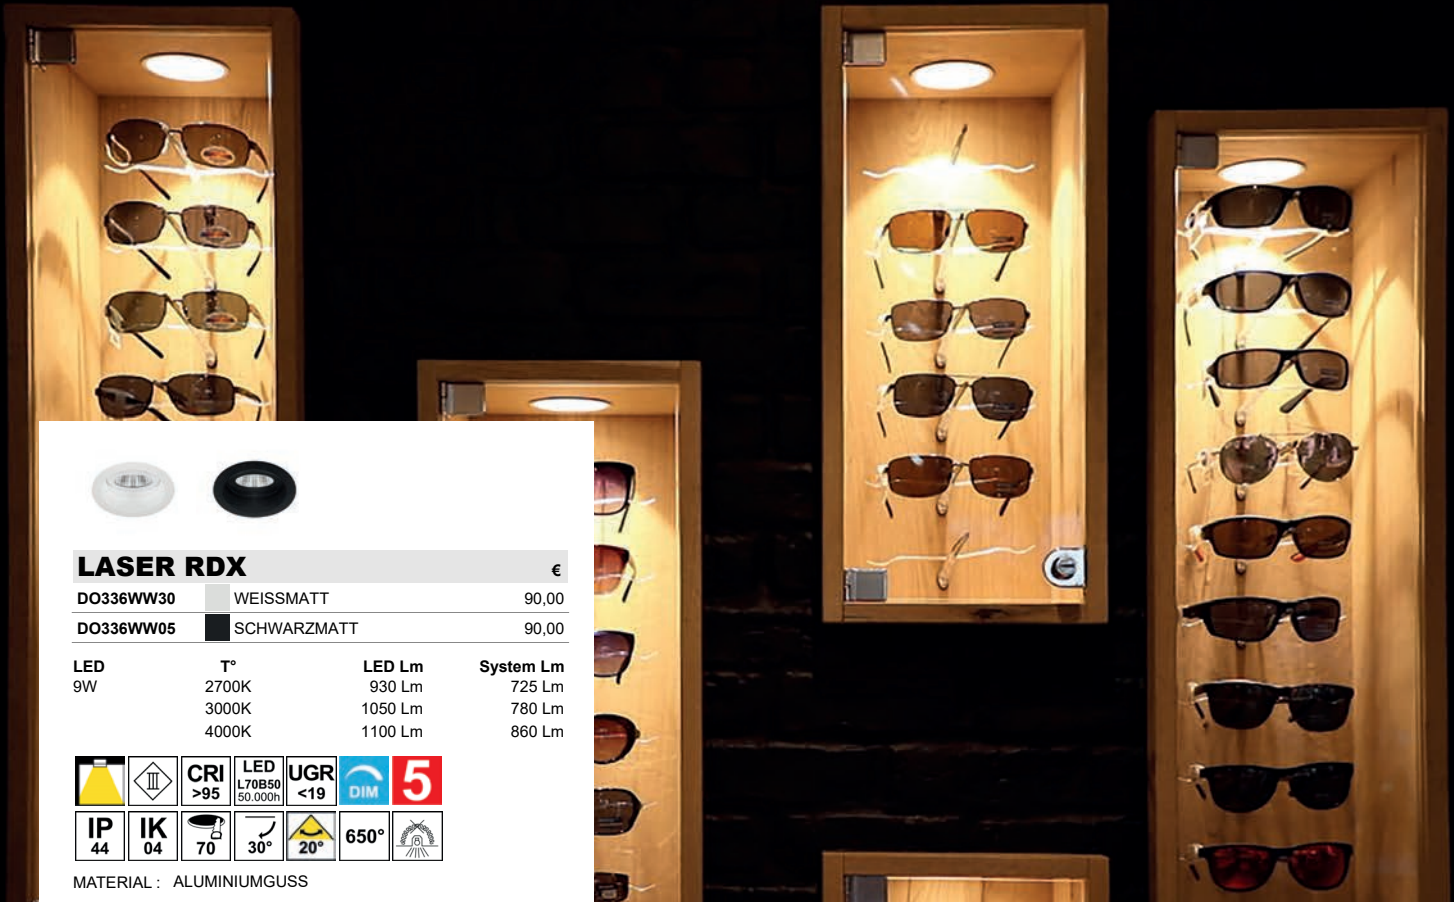 LASER RDX €
DO336WW30 WEISSMATT 90,00
DO336WW05 SCHWARZMATT 90,00
LED T° LED Lm System Lm
9W 2700K 930 Lm 725 Lm
3000K 1050 Lm 780 Lm
4000K 1100 Lm 860 Lm
III
CRI
>95
LED
L70B50
50.000h
UGR
<19
DIM
5
IP
44
IK
04
70
30°
20°
650°
MATERIAL : ALUMINIUMGUSS